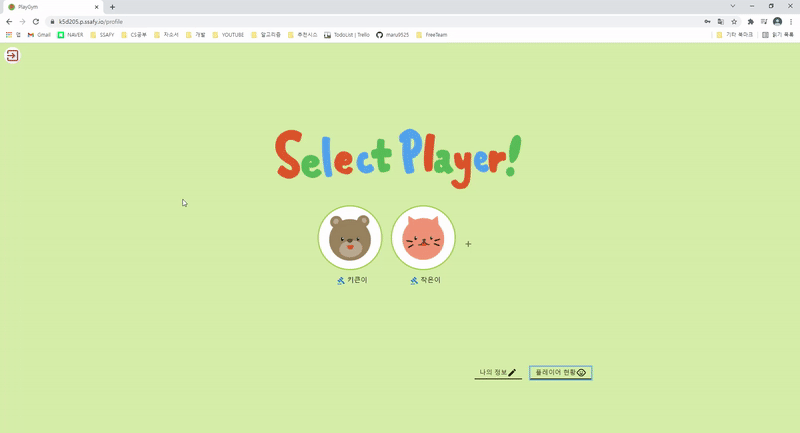 PlayGym
k5d205.p.ssafy.io/profile
앱 Gmail NAVER SSAFY CS공부 자소서 개발 YOUTUBE 알고리즘 추천시스 TodoList | Trello maru9525 FreeTeam 기타 북마크 읽기 목록
Select Player!
키큰이 작은이
나의 정보 플레이어 현황